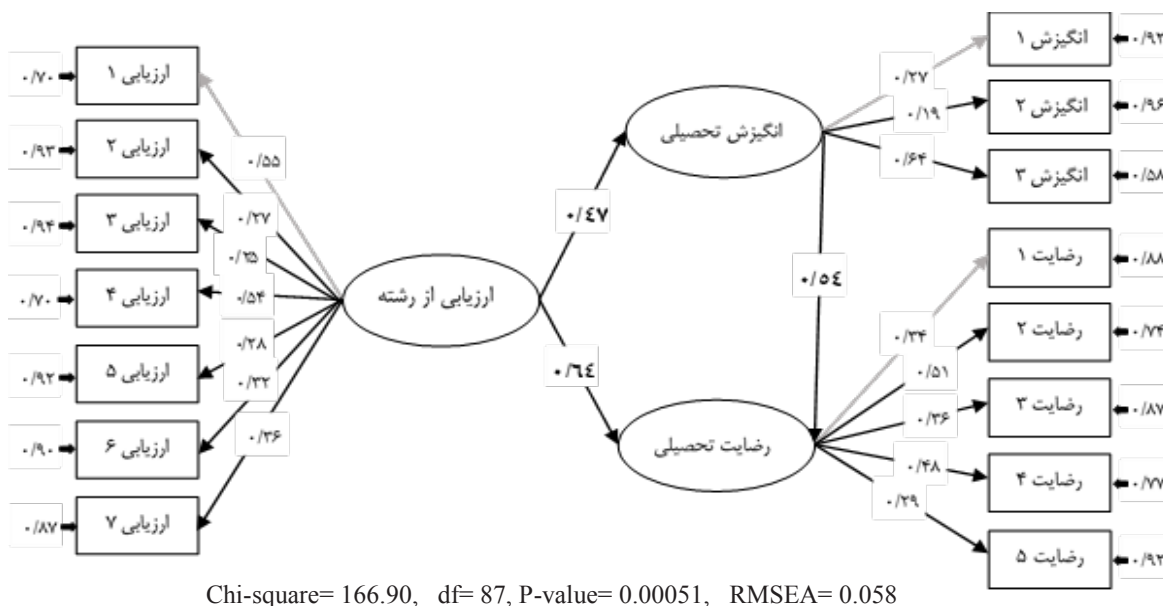 ۰/۷۰
ارزیابی ۱
۰/۹۳
ارزیابی ۲
۰/۹۴
ارزیابی ۳
۰/۷۰
ارزیابی ۴
۰/۹۲
ارزیابی ۵
۰/۹۰
ارزیابی ۶
۰/۸۷
ارزیابی ۷
۰/۵۵
۰/۲۷
۰/۲۵
۰/۵۴
۰/۲۸
۰/۳۲
۰/۳۶
ارزیابی از رشته
۰/٤۷
۰/٦٤
انگیزش تحصیلی
۰/٥٤
رضایت تحصیلی
۰/۲۷
۰/۱۹
۰/۶۴
انگیزش ۱
۰/۹۲
انگیزش ۲
۰/۹۶
انگیزش ۳
۰/۵۸
۰/۳۴
۰/۵۱
۰/۳۶
۰/۴۸
۰/۲۹
رضایت ۱
۰/۸۸
رضایت ۲
۰/۷۴
رضایت ۳
۰/۸۷
رضایت ۴
۰/۷۷
رضایت ۵
۰/۹۲
Chi-square= 166.90, df= 87, P-value= 0.00051, RMSEA= 0.058